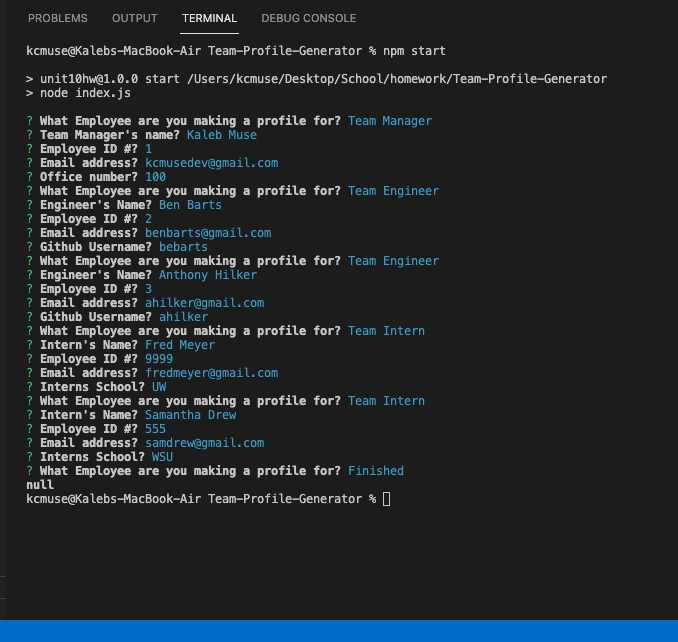 PROBLEMS OUTPUT TERMINAL DEBUG CONSOLE
kcmuse@Kalebs-MacBook-Air Team-Profile-Generator % npm start
> unit10hw@1.0.0 start /Users/kcmuse/Desktop/School/homework/Team-Profile-Generator
> node index.js
? What Employee are you making a profile for? Team Manager
? Team Manager's name? Kaleb Muse
? Employee ID #? 1
? Email address? kcmusedev@gmail.com
? Office number? 100
? What Employee are you making a profile for? Team Engineer
? Engineer's Name? Ben Barts
? Employee ID #? 2
? Email address? benbarts@gmail.com
? Github Username? bebarts
? What Employee are you making a profile for? Team Engineer
? Engineer's Name? Anthony Hilker
? Employee ID #? 3
? Email address? ahilker@gmail.com
? Github Username? ahilker
? What Employee are you making a profile for? Team Intern
? Intern's Name? Fred Meyer
? Employee ID #? 9999
? Email address? fredmeyer@gmail.com
? Interns School? UW
? What Employee are you making a profile for? Team Intern
? Intern's Name? Samantha Drew
? Employee ID #? 555
? Email address? samdrew@gmail.com
? Interns School? WSU
? What Employee are you making a profile for? Finished
null
kcmuse@Kalebs-MacBook-Air Team-Profile-Generator %